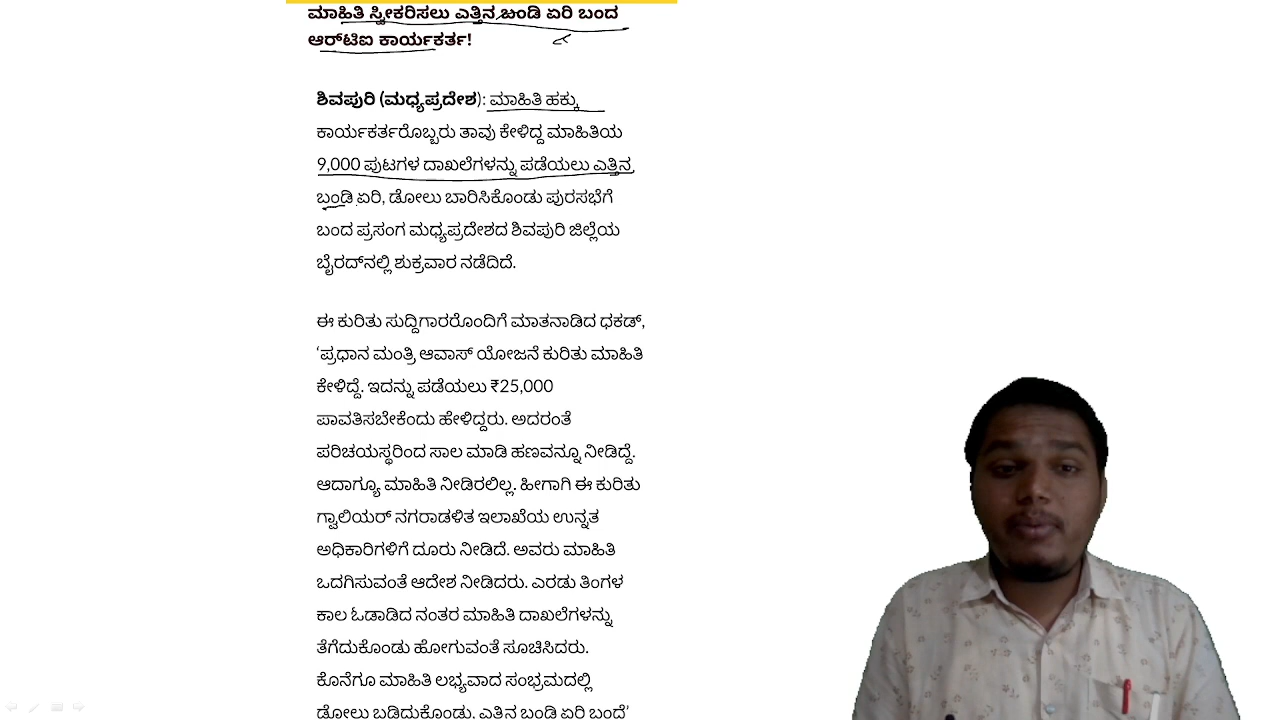 ಮಾಹಿತಿ ಸ್ವೀಕರಿಸಲು ಎತ್ತಿನ ಬಂಡಿ ಏರಿ ಬಂದ
ಆರ್‌ಟಿಐ ಕಾರ್ಯಕರ್ತ!
ಶಿವಪುರಿ (ಮಧ್ಯಪ್ರದೇಶ): ಮಾಹಿತಿ ಹಕ್ಕು
ಕಾರ್ಯಕರ್ತರೊಬ್ಬರು ತಾವು ಕೇಳಿದ್ದ ಮಾಹಿತಿಯ
9,000 ಪುಟಗಳ ದಾಖಲೆಗಳನ್ನು ಪಡೆಯಲು ಎತ್ತಿನ
ಬಂಡಿ ಏರಿ, ಡೋಲು ಬಾರಿಸಿಕೊಂಡು ಪುರಸಭೆಗೆ
ಬಂದ ಪ್ರಸಂಗ ಮಧ್ಯಪ್ರದೇಶದ ಶಿವಪುರಿ ಜಿಲ್ಲೆಯ
ಬೈರದ್‌ನಲ್ಲಿ ಶುಕ್ರವಾರ ನಡೆದಿದೆ.
ಈ ಕುರಿತು ಸುದ್ದಿಗಾರರೊಂದಿಗೆ ಮಾತನಾಡಿದ ಧಕಡ್,
‘ಪ್ರಧಾನ ಮಂತ್ರಿ ಆವಾಸ್ ಯೋಜನೆ ಕುರಿತು ಮಾಹಿತಿ
ಕೇಳಿದ್ದೆ. ಇದನ್ನು ಪಡೆಯಲು ₹25,000
ಪಾವತಿಸಬೇಕೆಂದು ಹೇಳಿದ್ದರು. ಅದರಂತೆ
ಪರಿಚಯಸ್ಥರಿಂದ ಸಾಲ ಮಾಡಿ ಹಣವನ್ನೂ ನೀಡಿದ್ದೆ.
ಆದಾಗ್ಯೂ ಮಾಹಿತಿ ನೀಡಿರಲಿಲ್ಲ. ಹೀಗಾಗಿ ಈ ಕುರಿತು
ಗ್ವಾಲಿಯರ್ ನಗರಾಡಳಿತ ಇಲಾಖೆಯ ಉನ್ನತ
ಅಧಿಕಾರಿಗಳಿಗೆ ದೂರು ನೀಡಿದೆ. ಅವರು ಮಾಹಿತಿ
ಒದಗಿಸುವಂತೆ ಆದೇಶ ನೀಡಿದರು. ಎರಡು ತಿಂಗಳ
ಕಾಲ ಓಡಾಡಿದ ನಂತರ ಮಾಹಿತಿ ದಾಖಲೆಗಳನ್ನು
ತೆಗೆದುಕೊಂಡು ಹೋಗುವಂತೆ ಸೂಚಿಸಿದರು.
ಕೊನೆಗೂ ಮಾಹಿತಿ ಲಭ್ಯವಾದ ಸಂಭ್ರಮದಲ್ಲಿ
ಡೋಲು ಬಡಿದುಕೊಂಡು, ಎತ್ತಿನ ಬಂಡಿ ಏರಿ ಬಂದೆ’